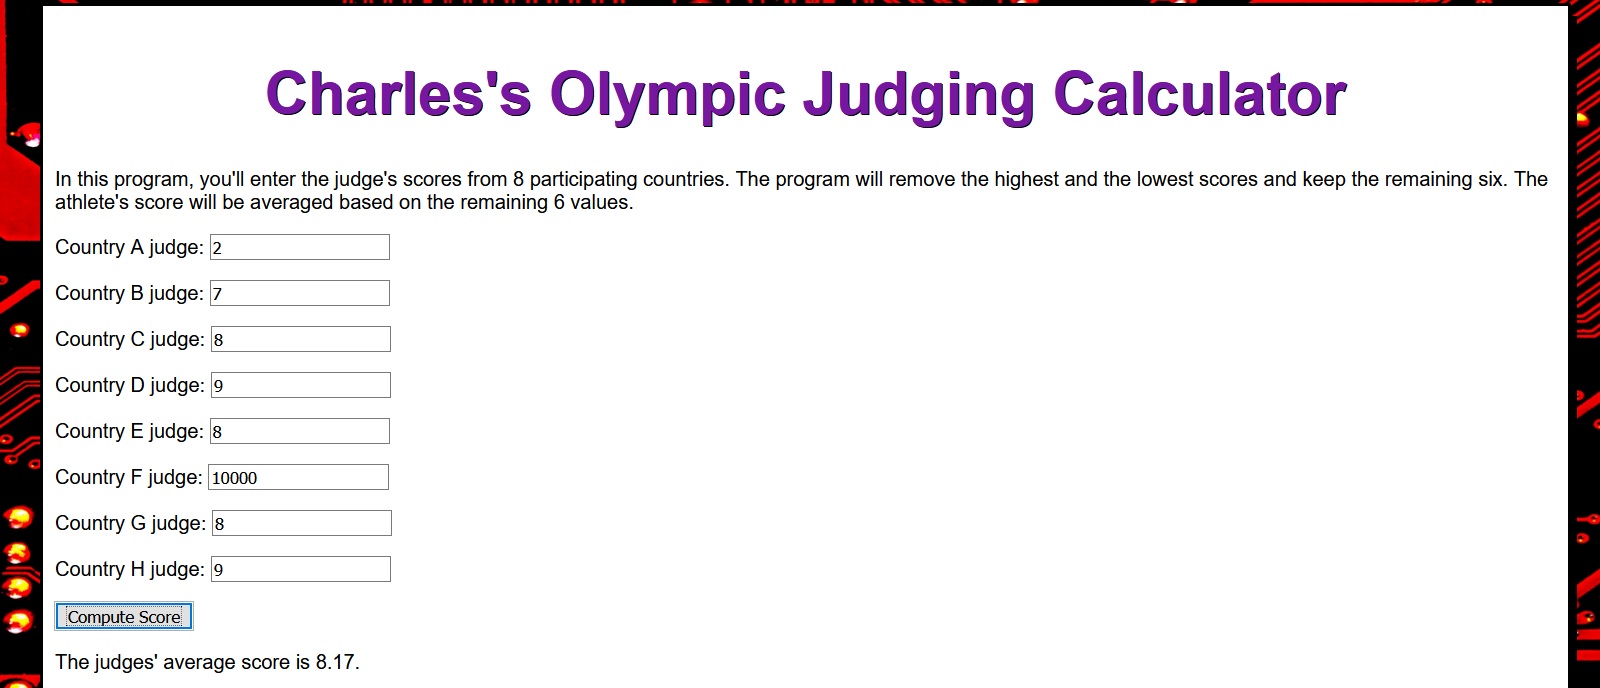 Charles's Olympic Judging Calculator
In this program, you'll enter the judge's scores from 8 participating countries. The program will remove the highest and the lowest scores and keep the remaining six. The
athlete's score will be averaged based on the remaining 6 values.
Country A judge: 2
Country B judge: 7
Country C judge: 8
Country D judge: 9
Country E judge: 8
Country F judge: 10000
Country G judge: 8
Country H judge: 9
Compute Score
The judges' average score is 8.17.